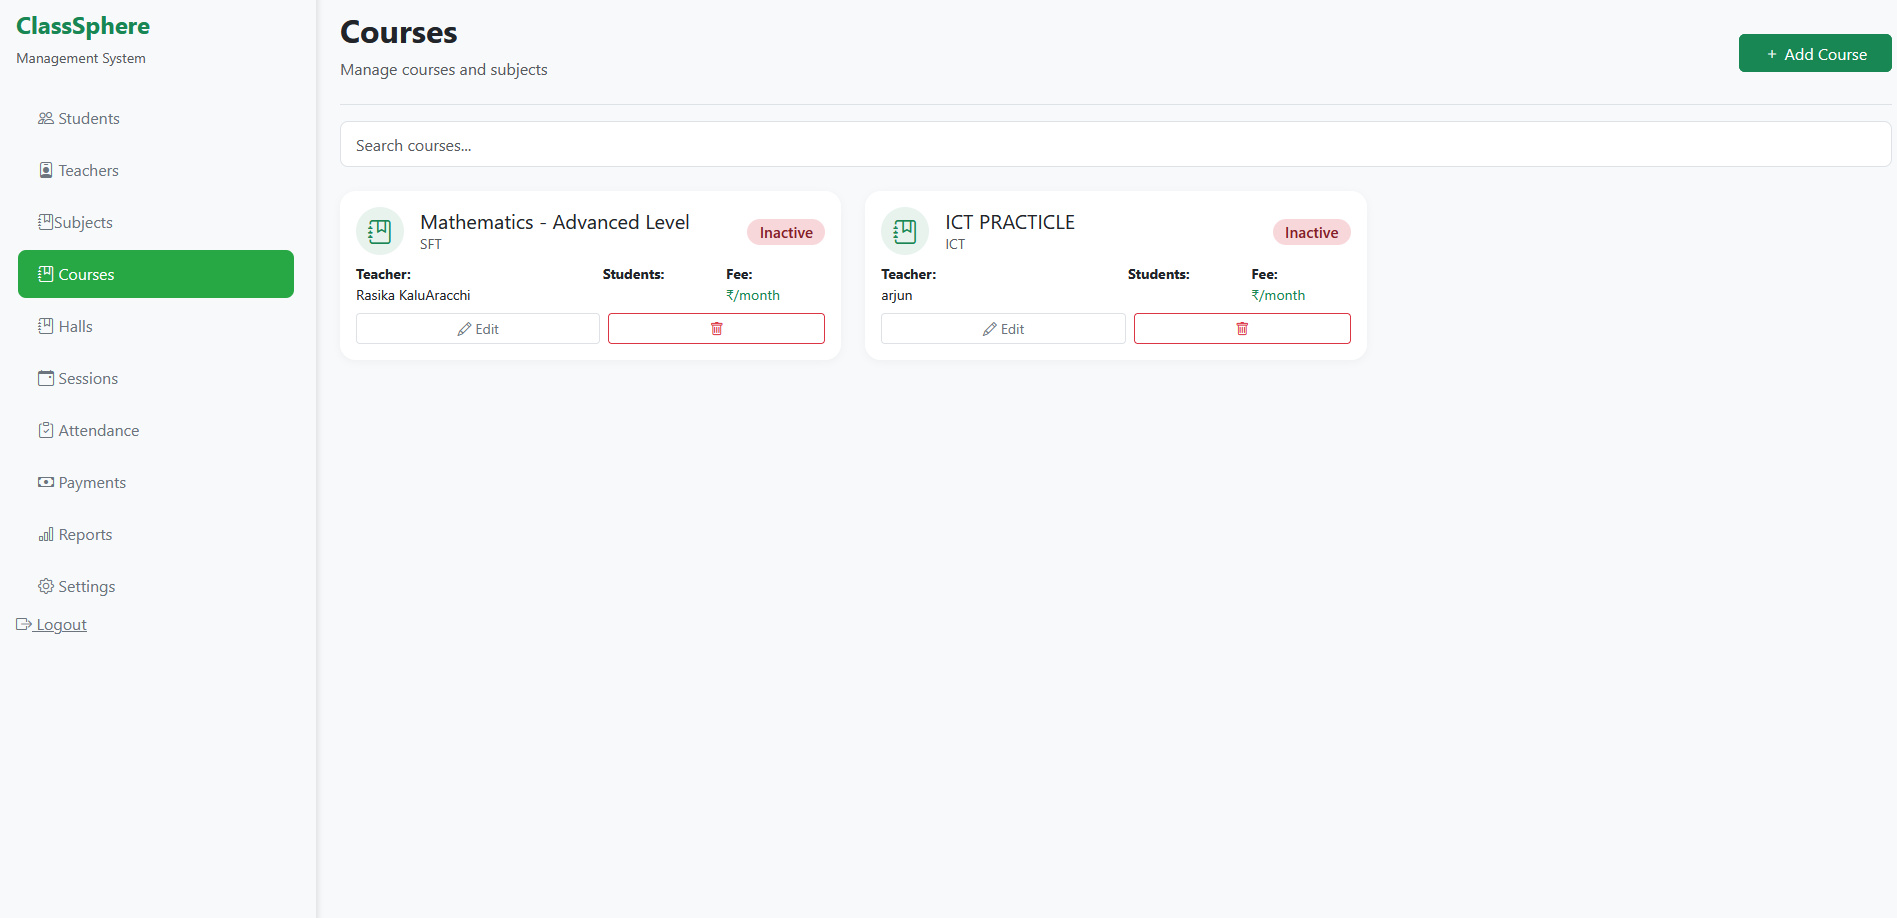 ClassSphere
Management System
Students
Teachers
Subjects
Courses
Halls
Sessions
Attendance
Payments
Reports
Settings
Logout
Courses
Manage courses and subjects
+ Add Course
Search courses...
Mathematics - Advanced Level
SFT
Inactive
Teacher: Students: Fee:
Rasika KaluAracchi ₹/month
Edit
ICT PRACTICLE
ICT
Inactive
Teacher: Students: Fee:
arjun ₹/month
Edit